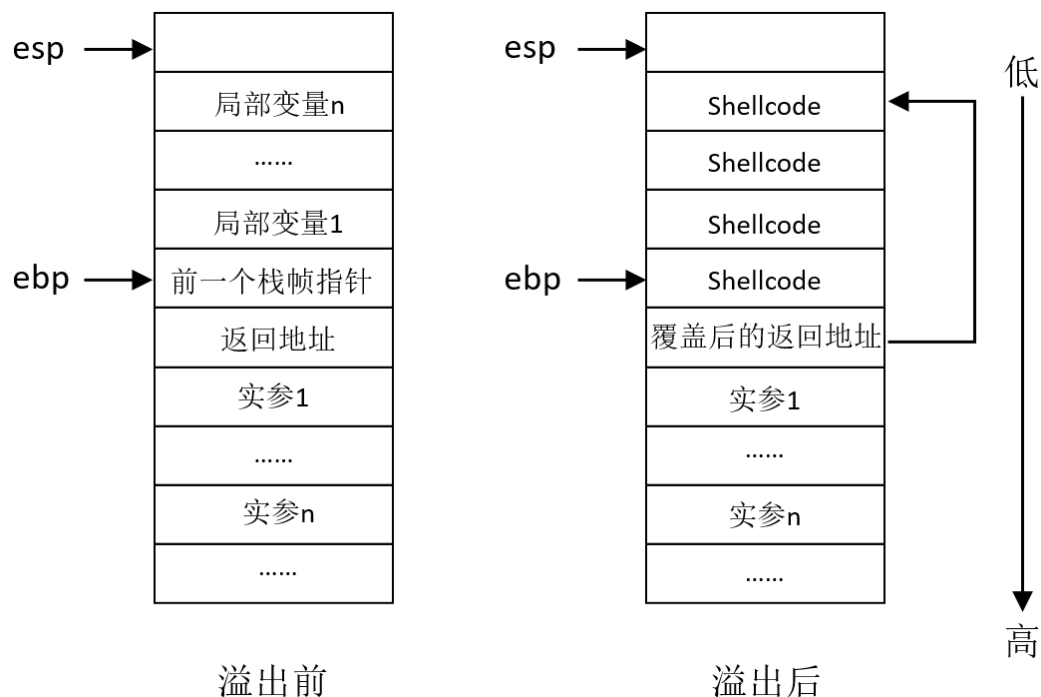 esp
局部变量n
……
局部变量1
ebp
前一个栈帧指针
返回地址
实参1
……
实参n
……
溢出前
esp
Shellcode
Shellcode
Shellcode
ebp
Shellcode
覆盖后的返回地址
实参1
……
实参n
……
溢出后
低
高